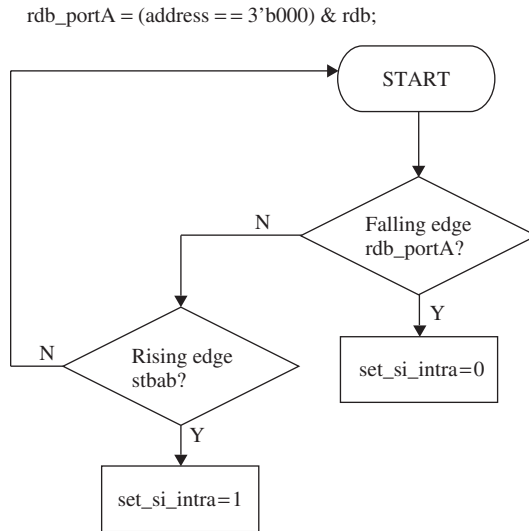 rdb_portA = (address == 3’b000) & rdb;
START
N
Falling edge
rdb_portA?
Y
N
Rising edge
stbab?
set_si_intra=0
Y
set_si_intra=1